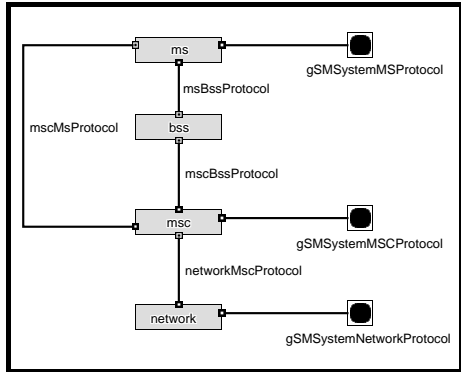 ms
gSMSystemMSProtocol
msBssProtocol
mscMsProtocol
bss
mscBssProtocol
msc
gSMSystemMSCProtocol
networkMscProtocol
network
gSMSystemNetworkProtocol